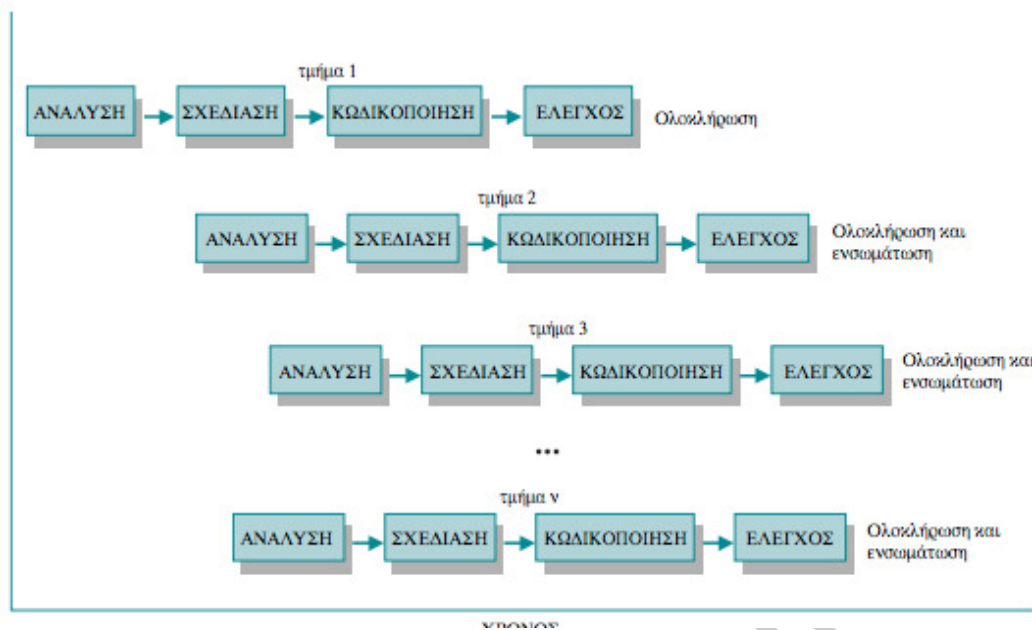 τμήμα 1
ΑΝΑΛΥΣΗ ΣΧΕΔΙΑΣΗ ΚΩΔΙΚΟΠΟΙΗΣΗ ΕΛΕΓΧΟΣ Ολοκλήρωση
τμήμα 2
ΑΝΑΛΥΣΗ ΣΧΕΔΙΑΣΗ ΚΩΔΙΚΟΠΟΙΗΣΗ ΕΛΕΓΧΟΣ Ολοκλήρωση και
ενσωμάτωση
τμήμα 3
ΑΝΑΛΥΣΗ ΣΧΕΔΙΑΣΗ ΚΩΔΙΚΟΠΟΙΗΣΗ ΕΛΕΓΧΟΣ Ολοκλήρωση και
ενσωμάτωση
...
τμήμα ν
ΑΝΑΛΥΣΗ ΣΧΕΔΙΑΣΗ ΚΩΔΙΚΟΠΟΙΗΣΗ ΕΛΕΓΧΟΣ Ολοκλήρωση και
ενσωμάτωση
ΧΡΟΝΟΣ